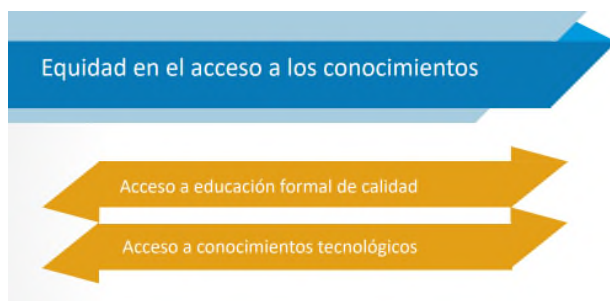 Equidad en el acceso a los conocimientos
Acceso a educación formal de calidad
Acceso a conocimientos tecnológicos